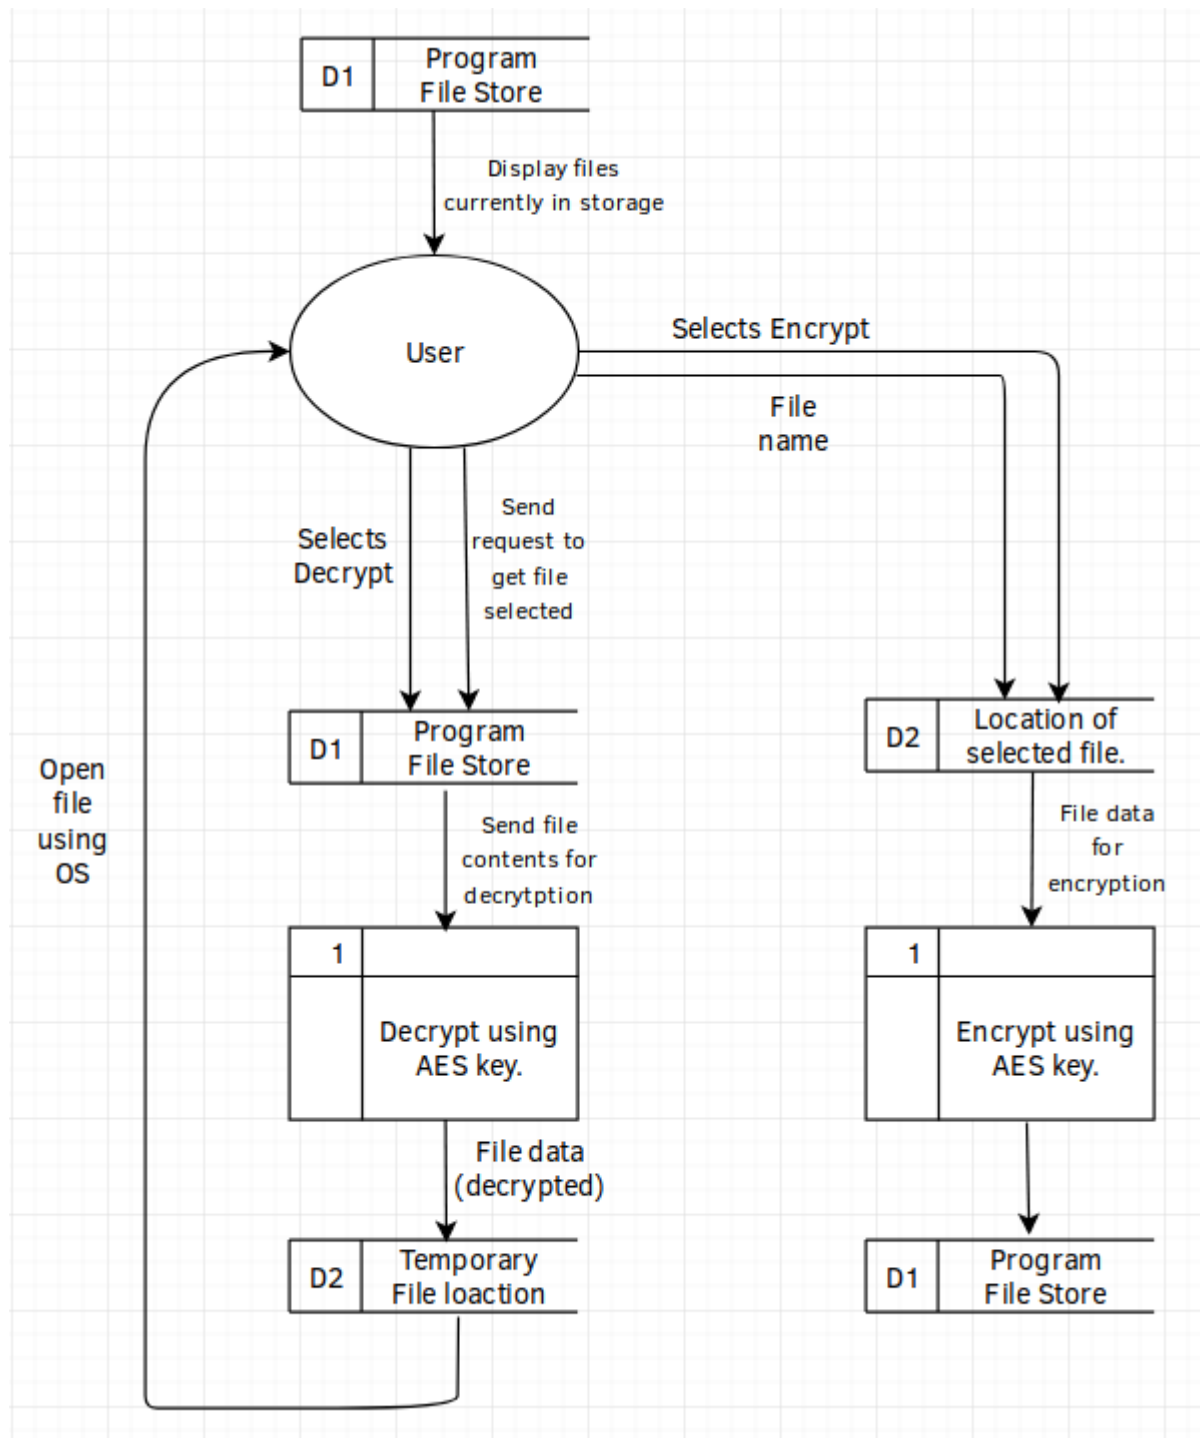 D1
Program
File Store
Display files
currently in storage
User
Selects Encrypt
File
name
Selects
Decrypt
Send
request to
get file
selected
D1
Program
File Store
D2
Location of
selected file.
Open
file
using
OS
Send file
contents for
decrytption
File data
for
encryption
1
Decrypt using
AES key.
1
Encrypt using
AES key.
File data
(decrypted)
D2
Temporary
File loaction
D1
Program
File Store